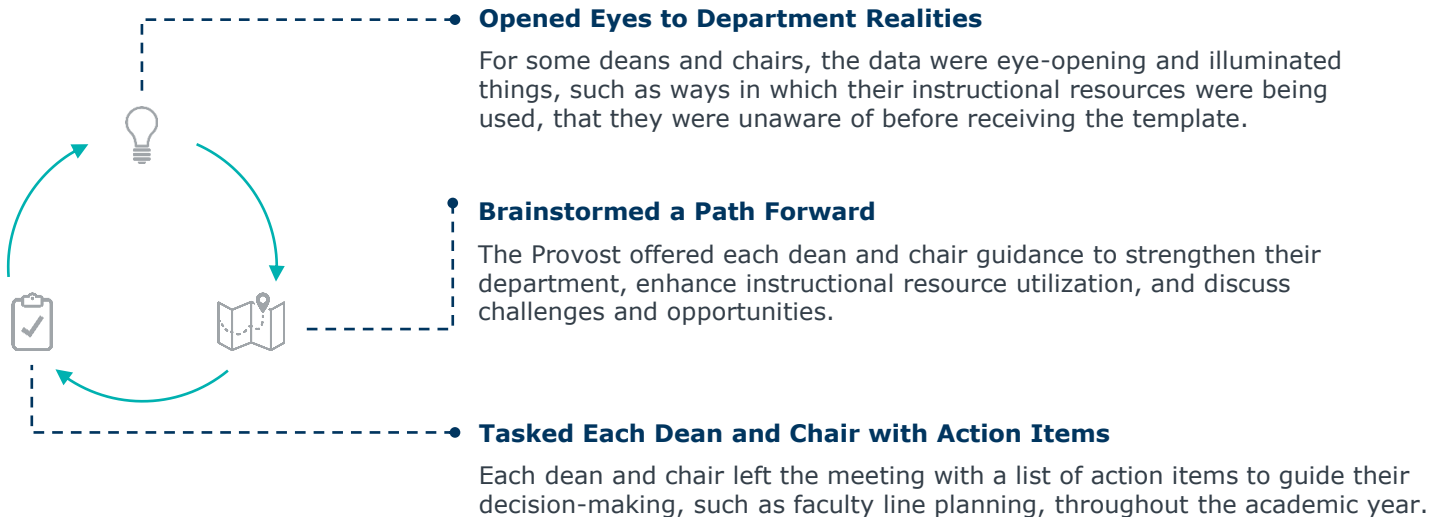 Opened Eyes to Department Realities
For some deans and chairs, the data were eye-opening and illuminated
things, such as ways in which their instructional resources were being
used, that they were unaware of before receiving the template.
Brainstormed a Path Forward
The Provost offered each dean and chair guidance to strengthen their
department, enhance instructional resource utilization, and discuss
challenges and opportunities.
Tasked Each Dean and Chair with Action Items
Each dean and chair left the meeting with a list of action items to guide their
decision-making, such as faculty line planning, throughout the academic year.